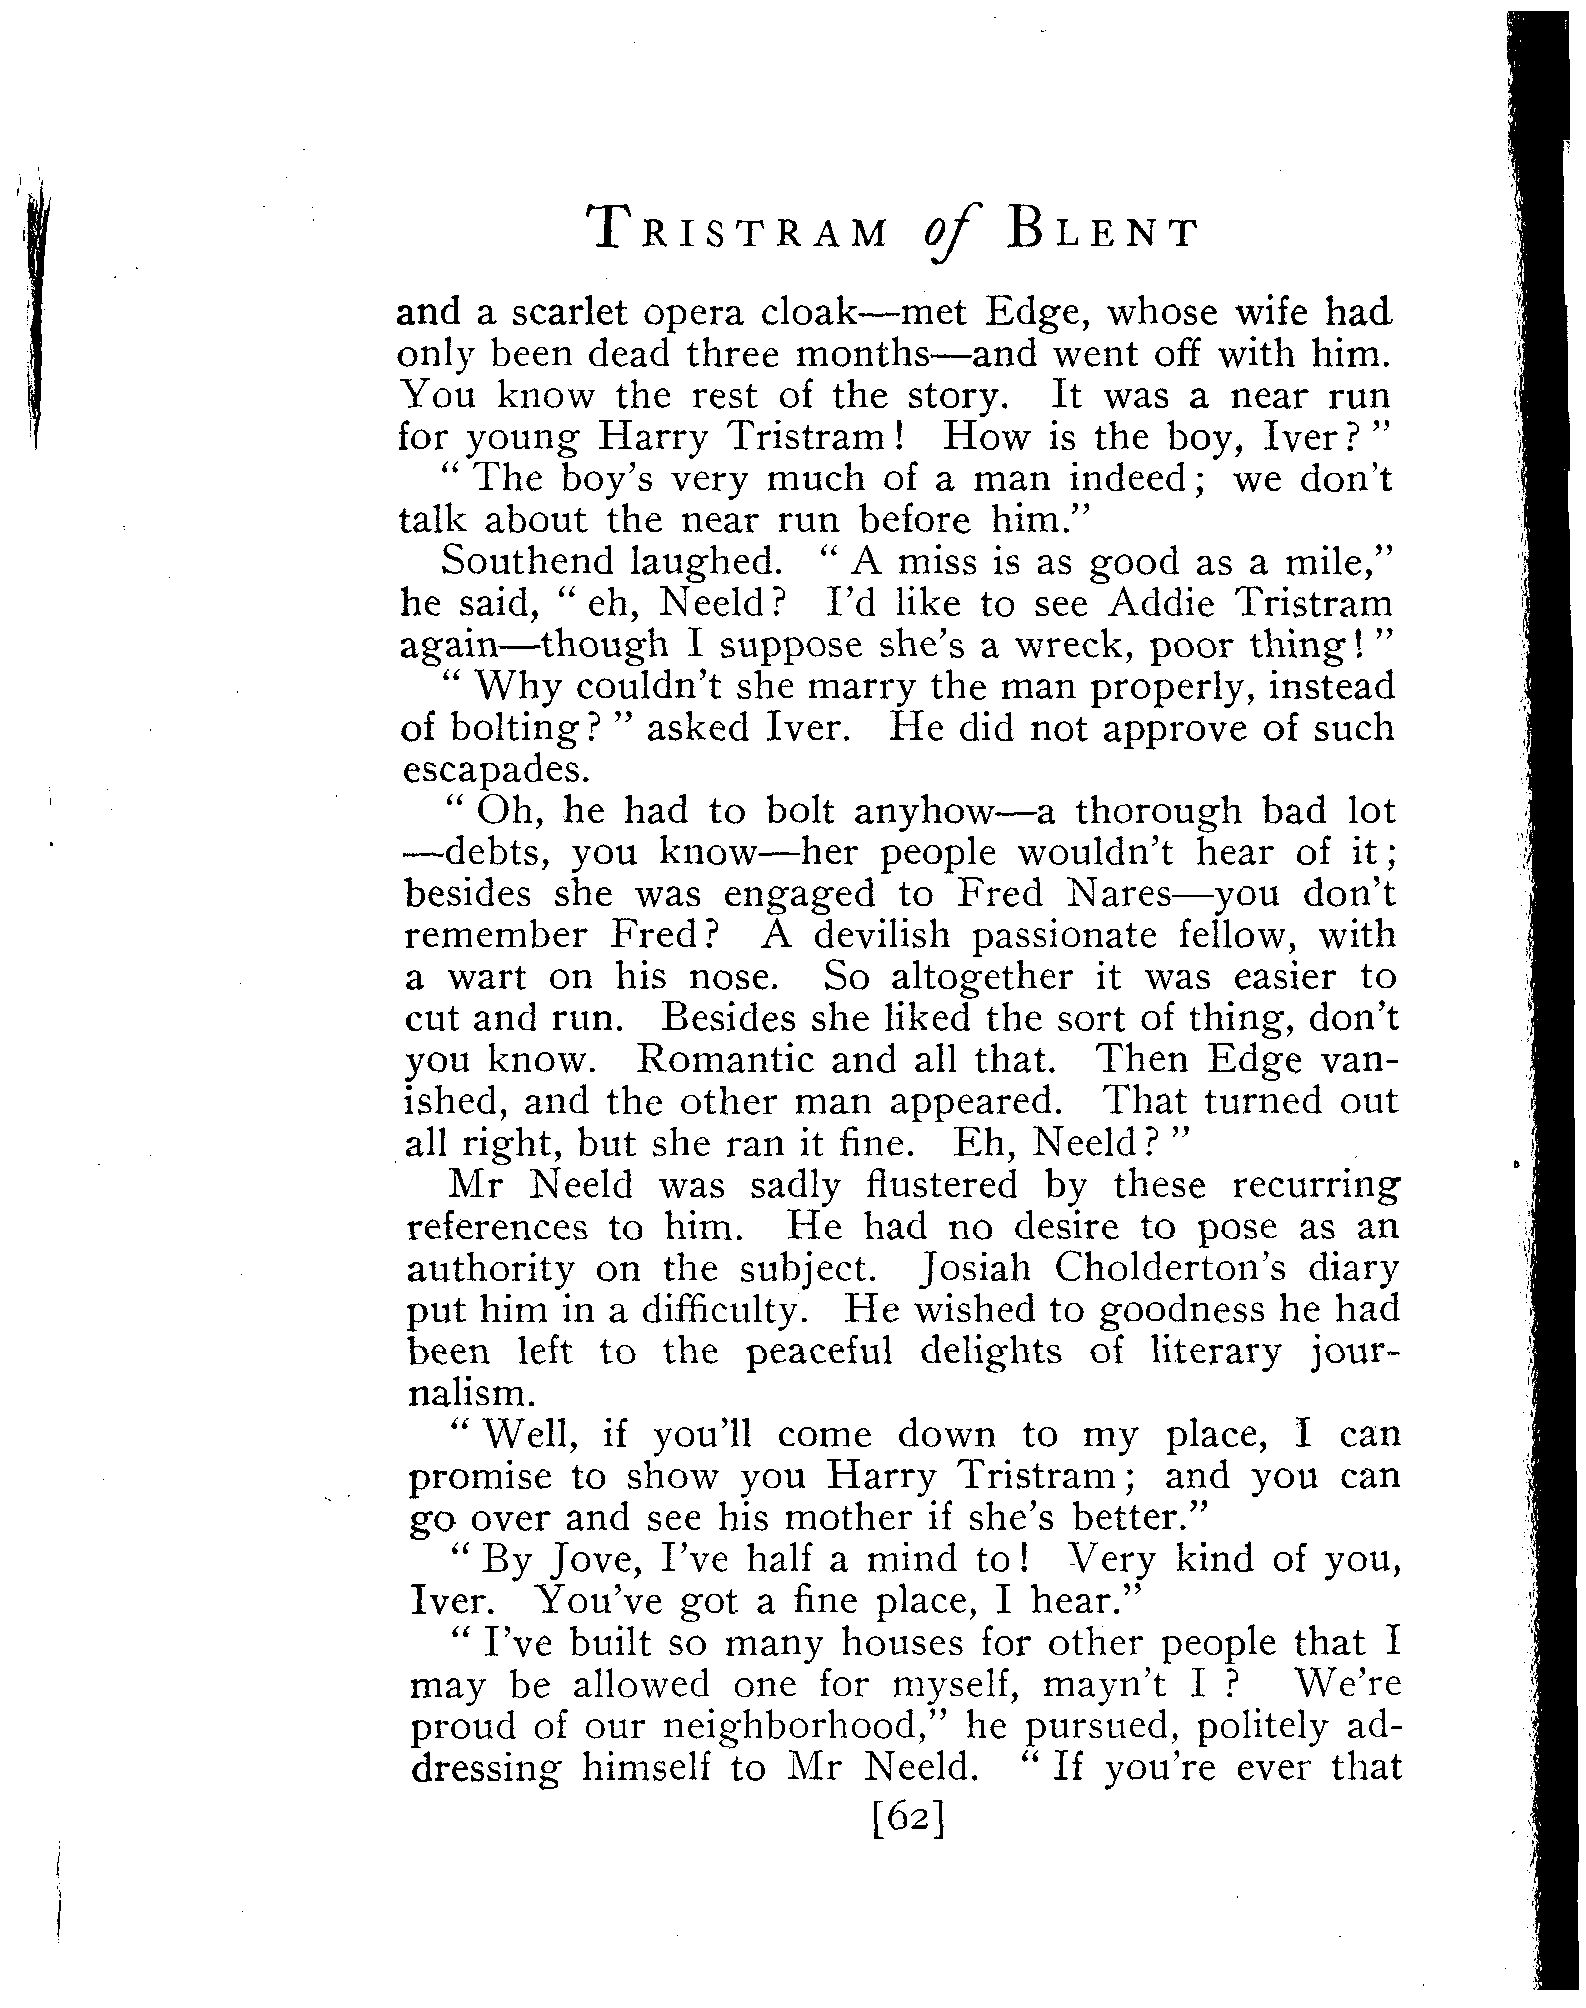 TRISTRAM of BLENT
and a scarlet opera cloak—met Edge, whose wife had
only been dead three months—and went off with him.
You know the rest of the story. It was a near run
for young Harry Tristram! How is the boy, Iver?"
"The boy's very much of a man indeed; we don't
talk about the near run before him."
Southend laughed. "A miss is as good as a mile,"
he said, "eh, Neeld? I'd like to see Addie Tristram
again—though I suppose she's a wreck, poor thing!"
"Why couldn't she marry the man properly, instead
of bolting?" asked Iver. He did not approve of such
escapades.
"Oh, he had to bolt anyhow—a thorough bad lot
—debts, you know—her people wouldn't hear of it;
besides she was engaged to Fred Nares—you don't
remember Fred? A devilish passionate fellow, with
a wart on his nose. So altogether it was easier to
cut and run. Besides she liked the sort of thing, don't
you know. Romantic and all that. Then Edge van-
ished, and the other man appeared. That turned out
all right, but she ran it fine. Eh, Neeld?"
Mr Neeld was sadly flustered by these recurring
references to him. He had no desire to pose as an
authority on the subject. Josiah Cholderton's diary
put him in a difficulty. He wished to goodness he had
been left to the peaceful delights of literary jour-
nalism.
"Well, if you'll come down to my place, I can
promise to show you Harry Tristram; and you can
go over and see his mother if she's better."
"By Jove, I've half a mind to! Very kind of you,
Iver. You've got a fine place, I hear."
"I've built so many houses for other people that I
may be allowed one for myself, mayn't I? We're
proud of our neighborhood," he pursued, politely ad-
dressing himself to Mr Neeld. "If you're ever that
[62]